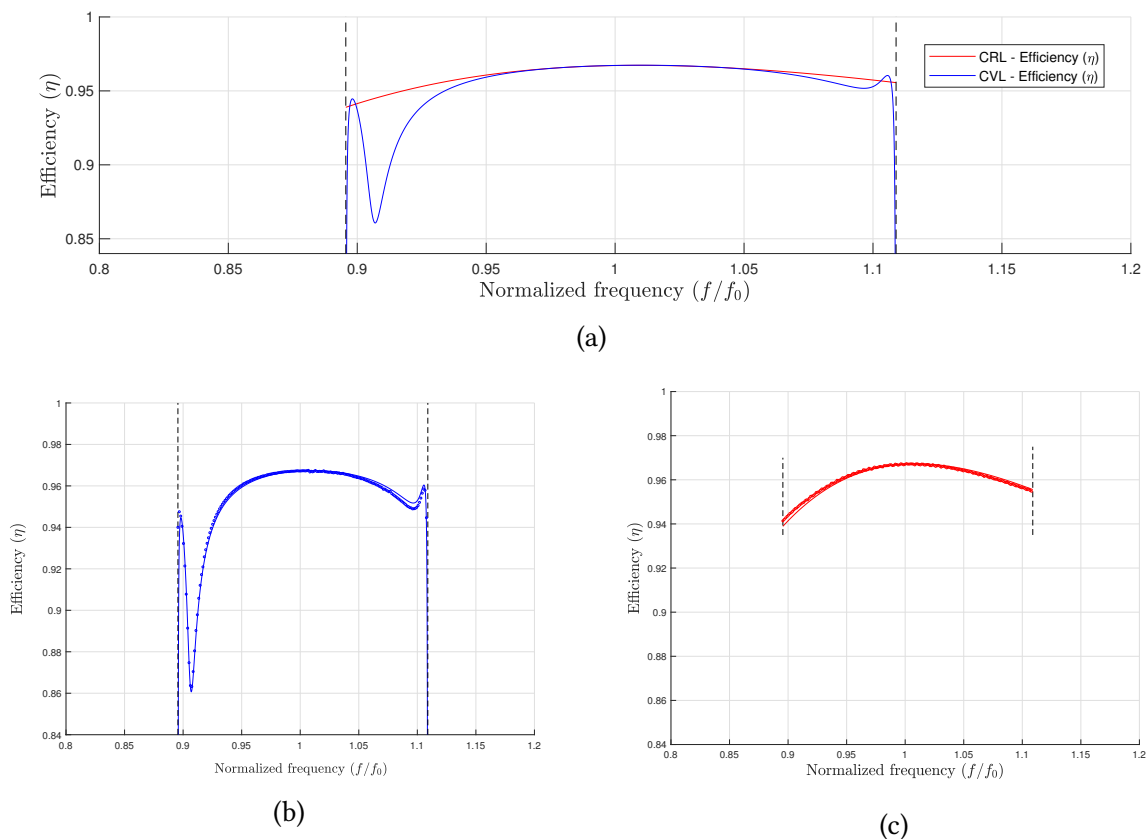 1
0.95
0.9
0.85
Efficiency (η)
CRL - Efficiency (η)
CVL - Efficiency (η)
0.8 0.85 0.9 0.95 1 1.05 1.1 1.15 1.2
Normalized frequency (f/f₀)
(a)
1
0.98
0.96
0.94
0.92
0.9
0.88
0.86
0.84
Efficiency (η)
0.8 0.85 0.9 0.95 1 1.05 1.1 1.15 1.2
Normalized frequency (f/f₀)
(b)
1
0.98
0.96
0.94
0.92
0.9
0.88
0.86
0.84
Efficiency (η)
0.8 0.85 0.9 0.95 1 1.05 1.1 1.15 1.2
Normalized frequency (f/f₀)
(c)